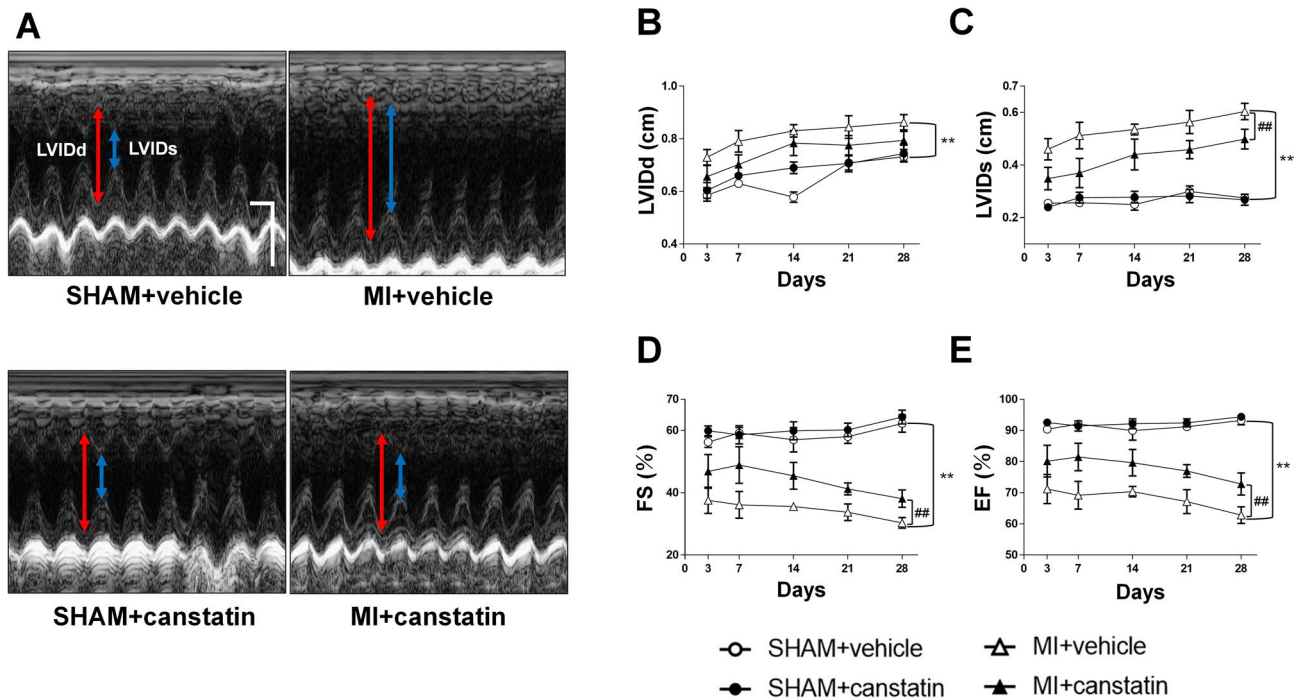 A
LVIDd
LVIDs
SHAM+vehicle
MI+vehicle
SHAM+canstatin
MI+canstatin
B
LVIDd (cm)
1.0
0.8
0.6
0.4
0 3 7 14 21 28
Days
**
C
LVIDs (cm)
0.7
0.6
0.4
0.2
0 3 7 14 21 28
Days
##
**
D
FS (%)
70
60
40
20
0 3 7 14 21 28
Days
##
**
E
EF (%)
100
90
80
70
60
50
0 3 7 14 21 28
Days
##
**
SHAM+vehicle
MI+vehicle
SHAM+canstatin
MI+canstatin